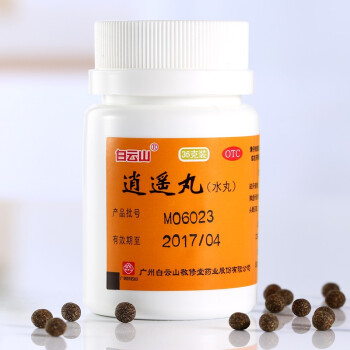 白云山
36克装
OTC
逍遥丸(水丸)
产品批号 M06023
有效期至 2017/04
广州白云山敬修堂药业股份有限公司